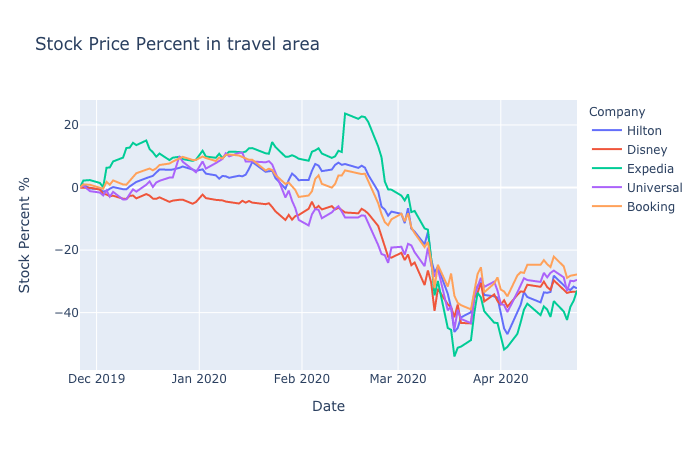 Stock Price Percent in travel area
Company
Hilton
Disney
Expedia
Universal
Booking
Stock Percent %
20
0
−20
−40
Dec 2019
Jan 2020
Feb 2020
Mar 2020
Apr 2020
Date